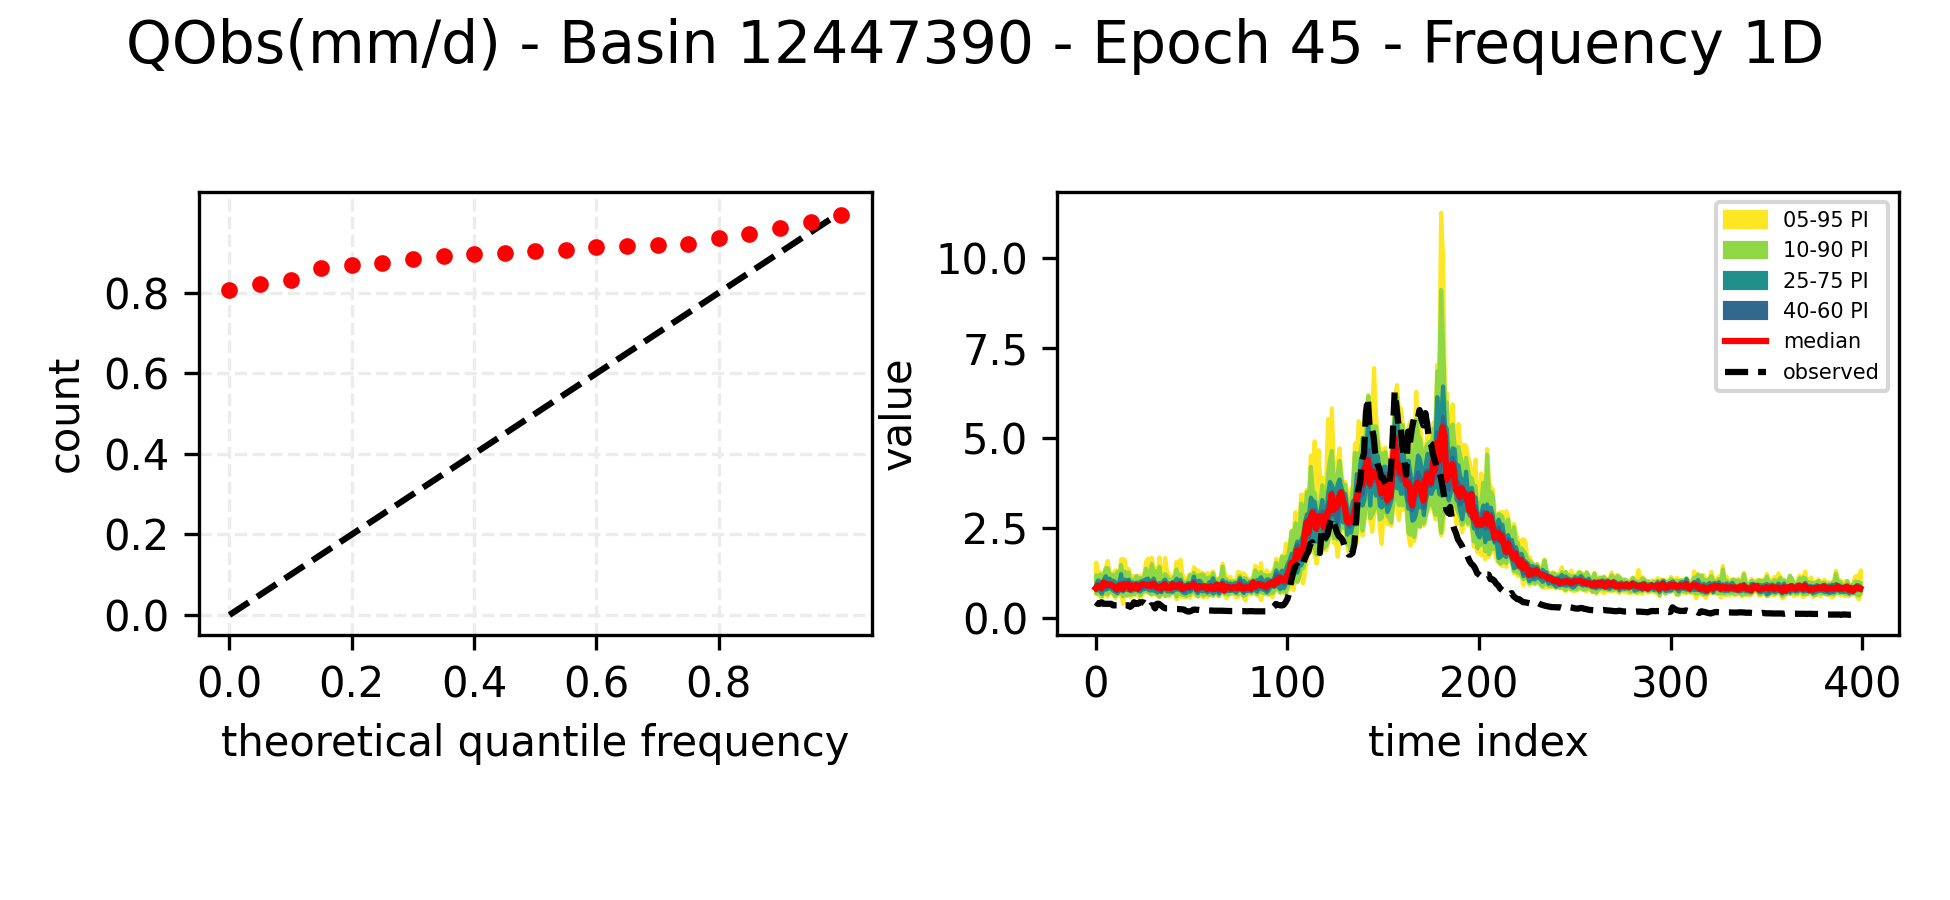 QObs(mm/d) - Basin 12447390 - Epoch 45 - Frequency 1D
count
0.8
0.6
0.4
0.2
0.0
0.0 0.2 0.4 0.6 0.8
theoretical quantile frequency
value
10.0
7.5
5.0
2.5
0.0
0 100 200 300 400
time index
05-95 PI
10-90 PI
25-75 PI
40-60 PI
median
observed